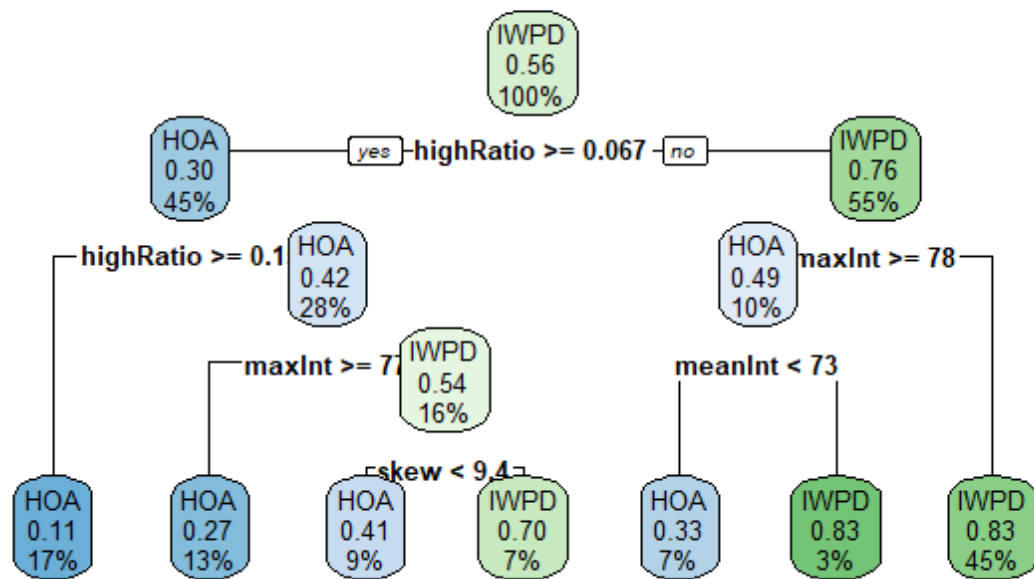 IWPD
0.56
100%
HOA
0.30
45%
yes highRatio >= 0.067 no
IWPD
0.76
55%
highRatio >= 0.1
HOA
0.42
28%
HOA
0.49
10%
maxInt >= 78
maxInt >= 77
IWPD
0.54
16%
meanInt < 73
skew < 9.4
HOA
0.11
17%
HOA
0.27
13%
HOA
0.41
9%
IWPD
0.70
7%
HOA
0.33
7%
IWPD
0.83
3%
IWPD
0.83
45%